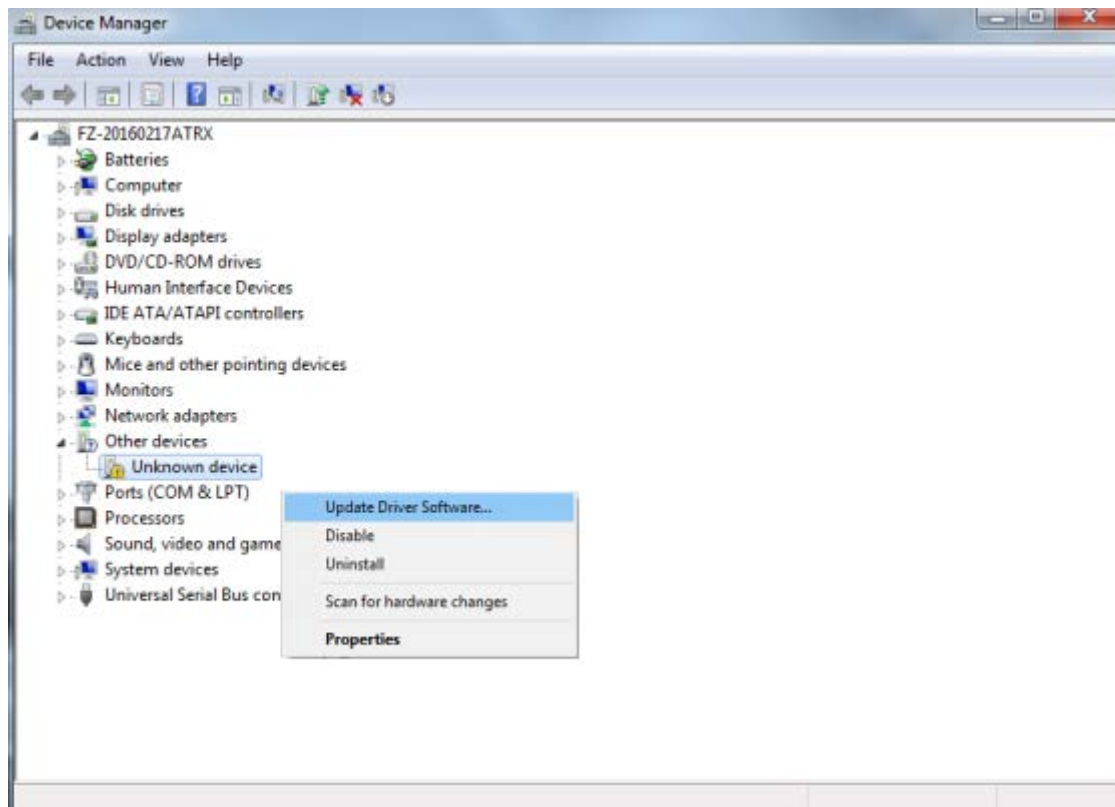 Device Manager
File Action View Help
FZ-20160217ATRX
Batteries
Computer
Disk drives
Display adapters
DVD/CD-ROM drives
Human Interface Devices
IDE ATA/ATAPI controllers
Keyboards
Mice and other pointing devices
Monitors
Network adapters
Other devices
Unknown device
Ports (COM & LPT)
Processors
Sound, video and game
System devices
Universal Serial Bus con
Update Driver Software...
Disable
Uninstall
Scan for hardware changes
Properties